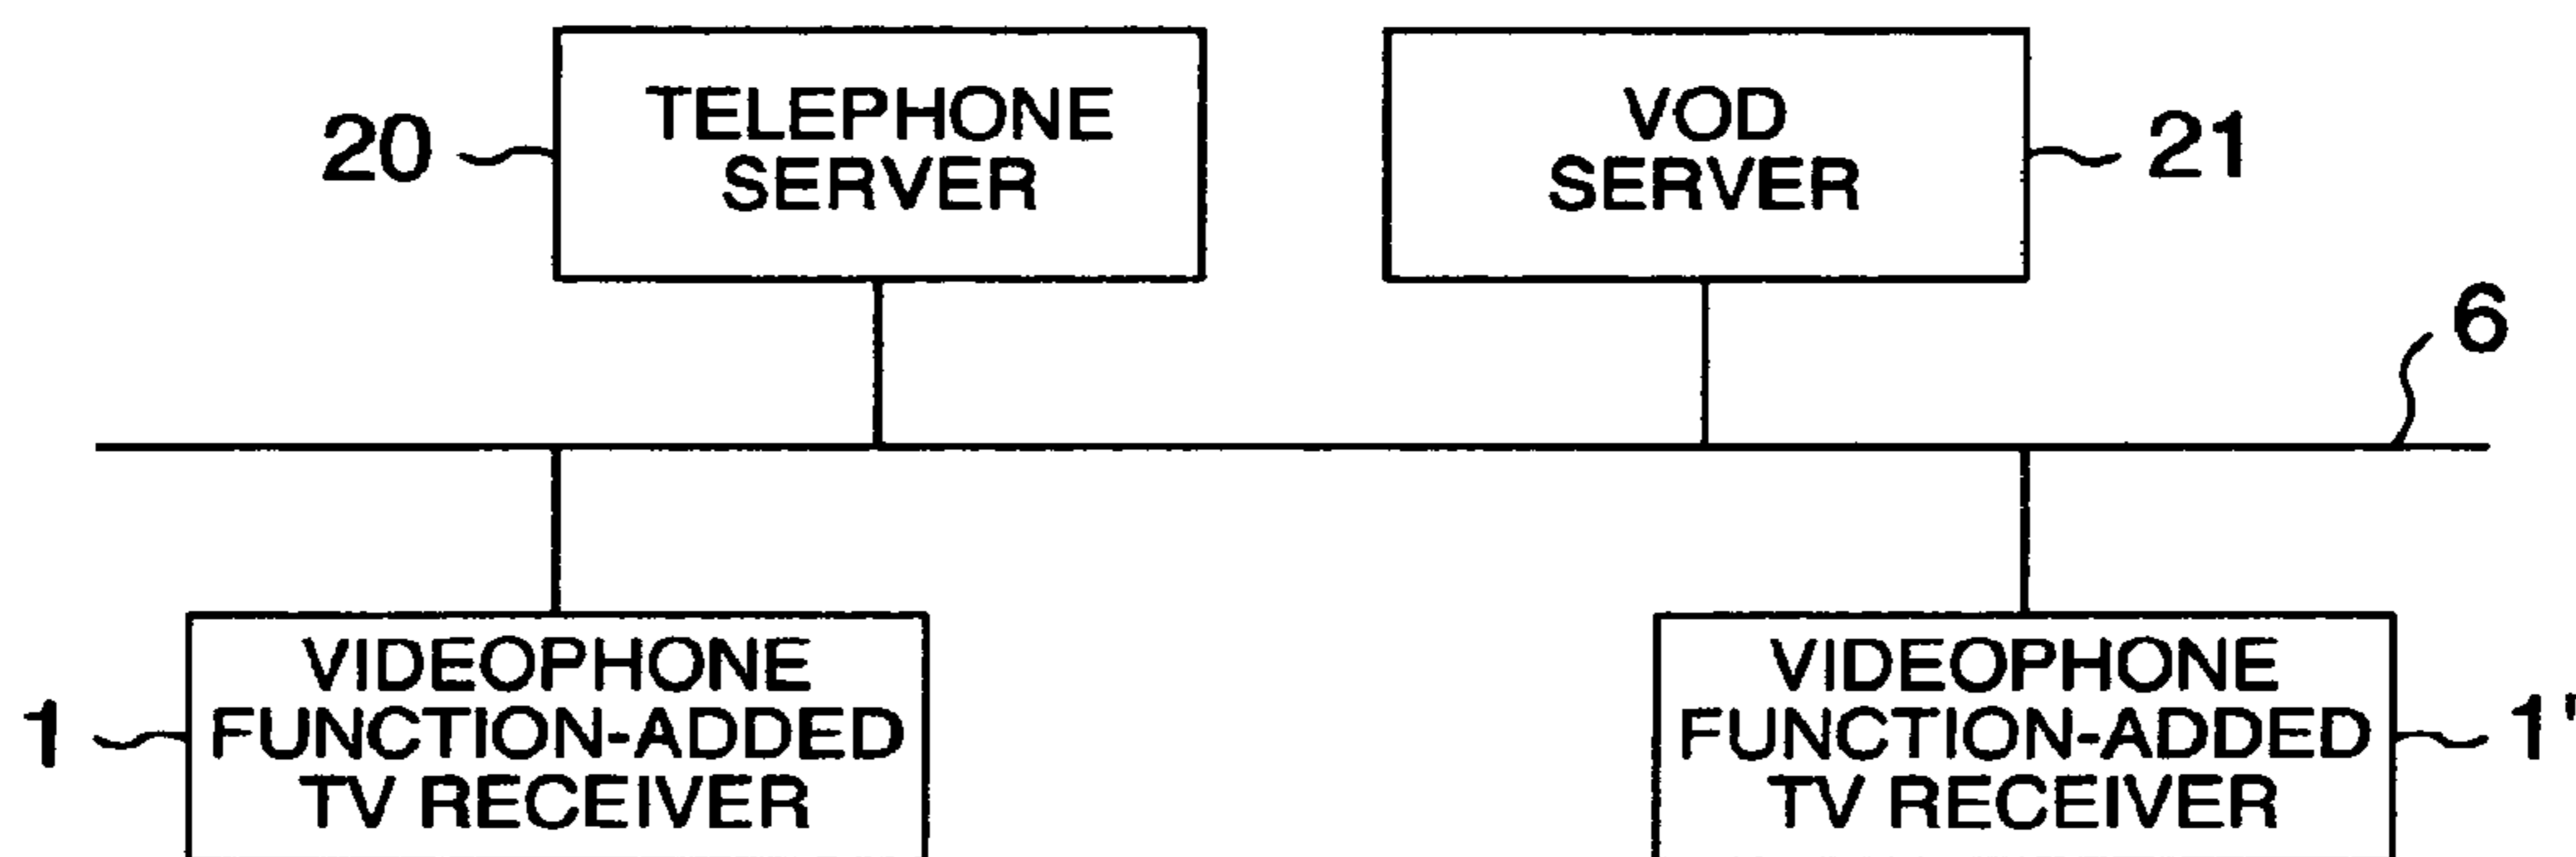 20
TELEPHONE
SERVER
VOD
SERVER
21
6
1
VIDEOPHONE
FUNCTION-ADDED
TV RECEIVER
VIDEOPHONE
FUNCTION-ADDED
TV RECEIVER
1'